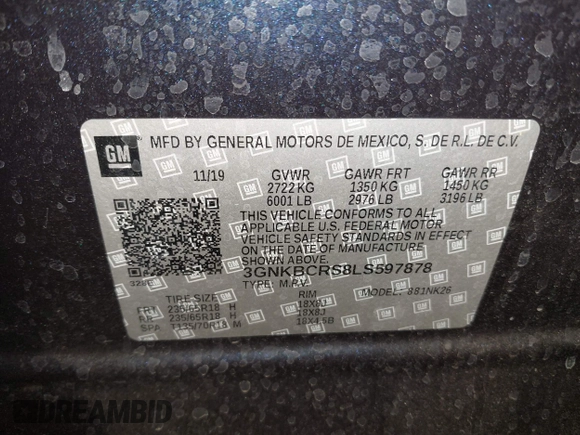 GM
MFD BY GENERAL MOTORS DE MEXICO, S. DE R.L. DE C.V.
11/19 GVWR GAWR FRT GAWR RR
2722 KG 1350 KG 1450 KG
6001 LB 2976 LB 3196 LB
THIS VEHICLE CONFORMS TO ALL
APPLICABLE U.S. FEDERAL MOTOR
VEHICLE SAFETY STANDARDS IN EFFECT
ON THE DATE OF MANUFACTURE
SHOWN ABOVE.
3GNKBCRS8LS597878
TYPE: M.P.V. MODEL: 881NK26
TIRE SIZE RIM
FRT 235/65R18 H 18X8J
RR 235/65R18 H 18X8J
SPA T135/70R18 M 18X4.5B
DREAMBID